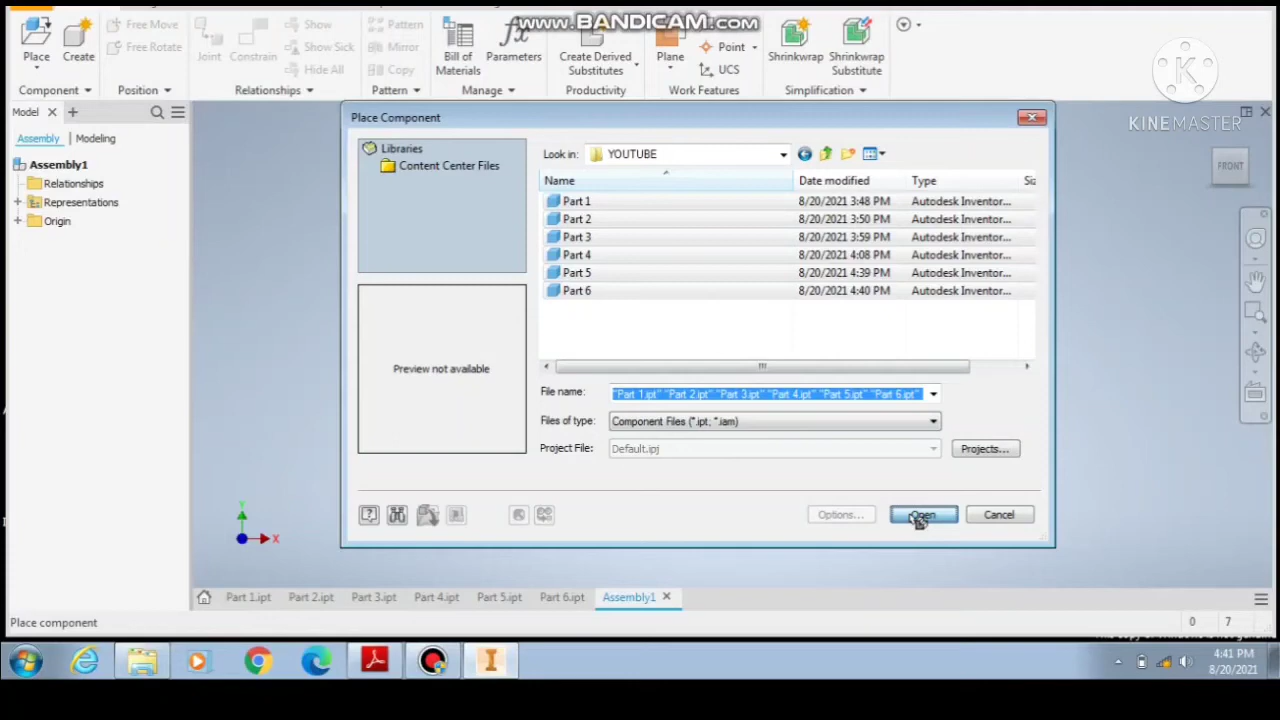 www.BANDICAM.com
Place
Create
Free Move
Free Rotate
Component
Position
Joint
Constrain
Show
Show Sick
Hide All
Relationships
Pattern
Mirror
Copy
Pattern
Bill of
Materials
Parameters
Manage
Create Derived
Substitutes
Productivity
Plane
Point
UCS
Work Features
Shrinkwrap
Shrinkwrap
Substitute
Simplification
K
KINEMASTER
FRONT
Model
Assembly
Modeling
Assembly1
Relationships
Representations
Origin
Place Component
Libraries
Content Center Files
Look in:
YOUTUBE
Name
Date modified
Type
Si
Part 1 8/20/2021 3:48 PM Autodesk Inventor...
Part 2 8/20/2021 3:50 PM Autodesk Inventor...
Part 3 8/20/2021 3:59 PM Autodesk Inventor...
Part 4 8/20/2021 4:08 PM Autodesk Inventor...
Part 5 8/20/2021 4:39 PM Autodesk Inventor...
Part 6 8/20/2021 4:40 PM Autodesk Inventor...
Preview not available
File name:
"Part 1.ipt" "Part 2.ipt" "Part 3.ipt" "Part 4.ipt" "Part 5.ipt" "Part 6.ipt"
Files of type:
Component Files (*.ipt; *.iam)
Project File:
Default.ipj
Projects...
Options...
Open
Cancel
Y
X
Part 1.ipt
Part 2.ipt
Part 3.ipt
Part 4.ipt
Part 5.ipt
Part 6.ipt
Assembly1
Place component
0 7
4:41 PM
8/20/2021